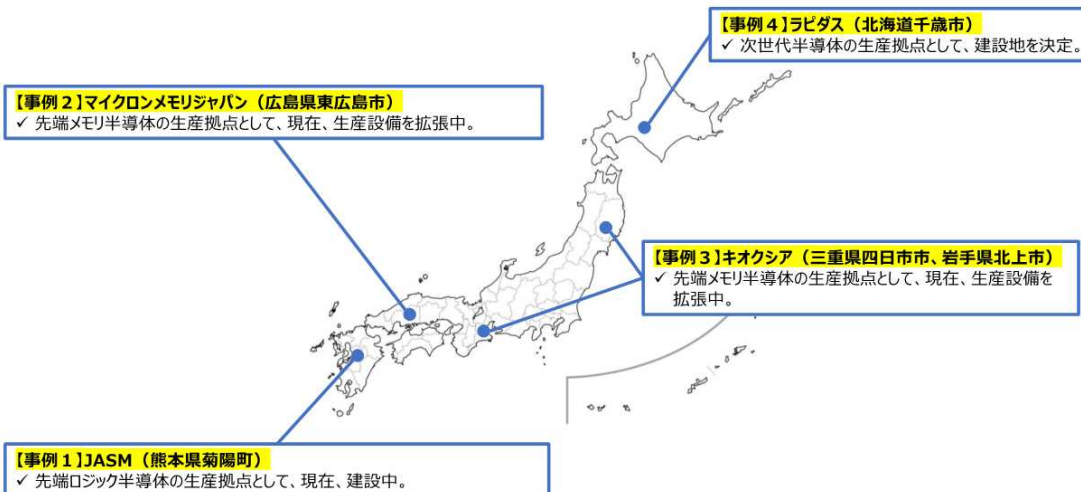 【事例４】ラピダス（北海道千歳市）
✓ 次世代半導体の生産拠点として、建設地を決定。
【事例２】マイクロンメモリジャパン（広島県東広島市）
✓ 先端メモリ半導体の生産拠点として、現在、生産設備を拡張中。
【事例３】キオクシア（三重県四日市市、岩手県北上市）
✓ 先端メモリ半導体の生産拠点として、現在、生産設備を
拡張中。
【事例１】JASM（熊本県菊陽町）
✓ 先端ロジック半導体の生産拠点として、現在、建設中。